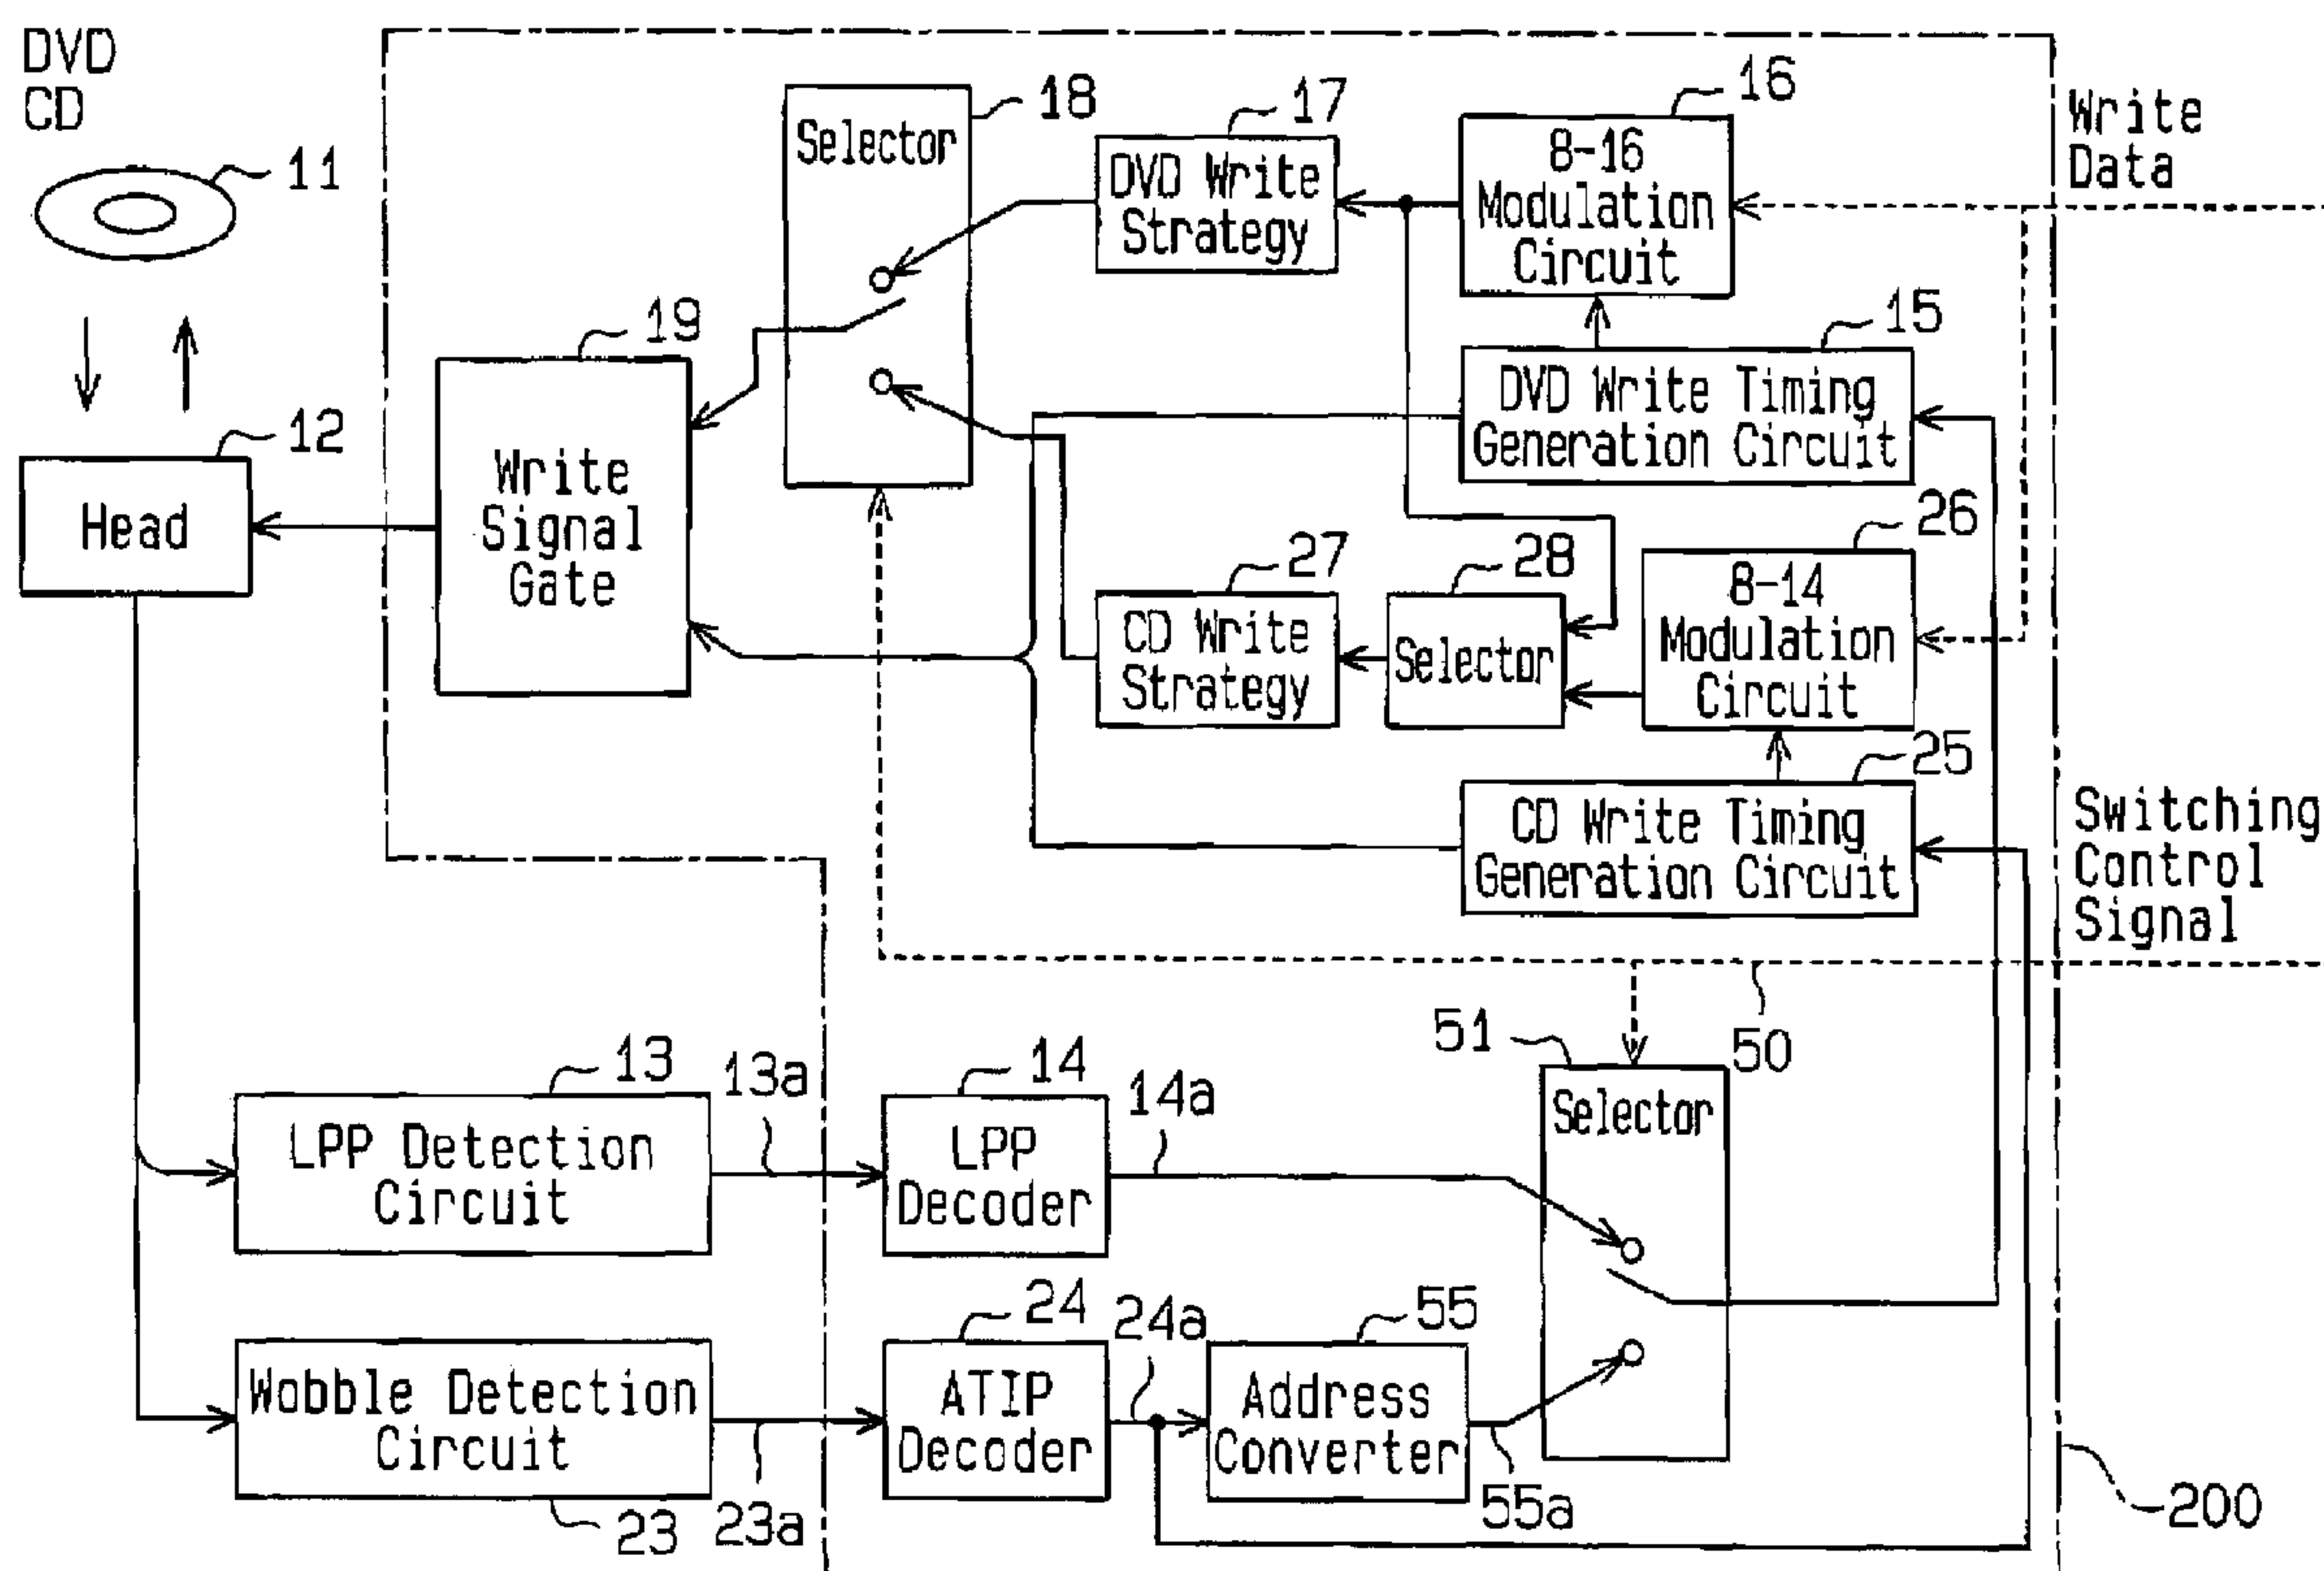 DVD
CD
11
12
Head
19
Write
Signal
Gate
18
Selector
17
DVD Write
Strategy
16
8-16
Modulation
Circuit
Write
Data
15
DVD Write Timing
Generation Circuit
26
8-14
Modulation
Circuit
27
CD Write
Strategy
28
Selector
25
CD Write Timing
Generation Circuit
Switching
Control
Signal
50
13
LPP Detection
Circuit
13a
14
LPP
Decoder
14a
51
Selector
Wobble Detection
Circuit
23
23a
24
ATIP
Decoder
24a
55
Address
Converter
55a
200